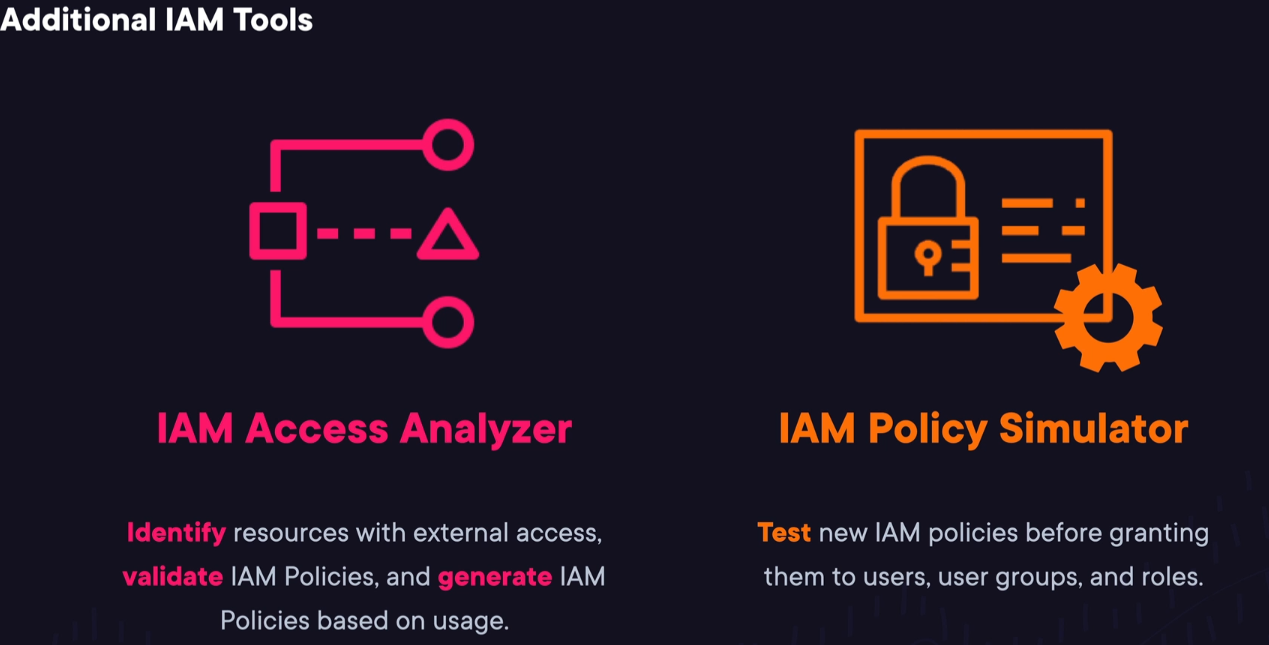 Additional IAM Tools
IAM Access Analyzer
Identify resources with external access,
validate IAM Policies, and generate IAM
Policies based on usage.
IAM Policy Simulator
Test new IAM policies before granting
them to users, user groups, and roles.